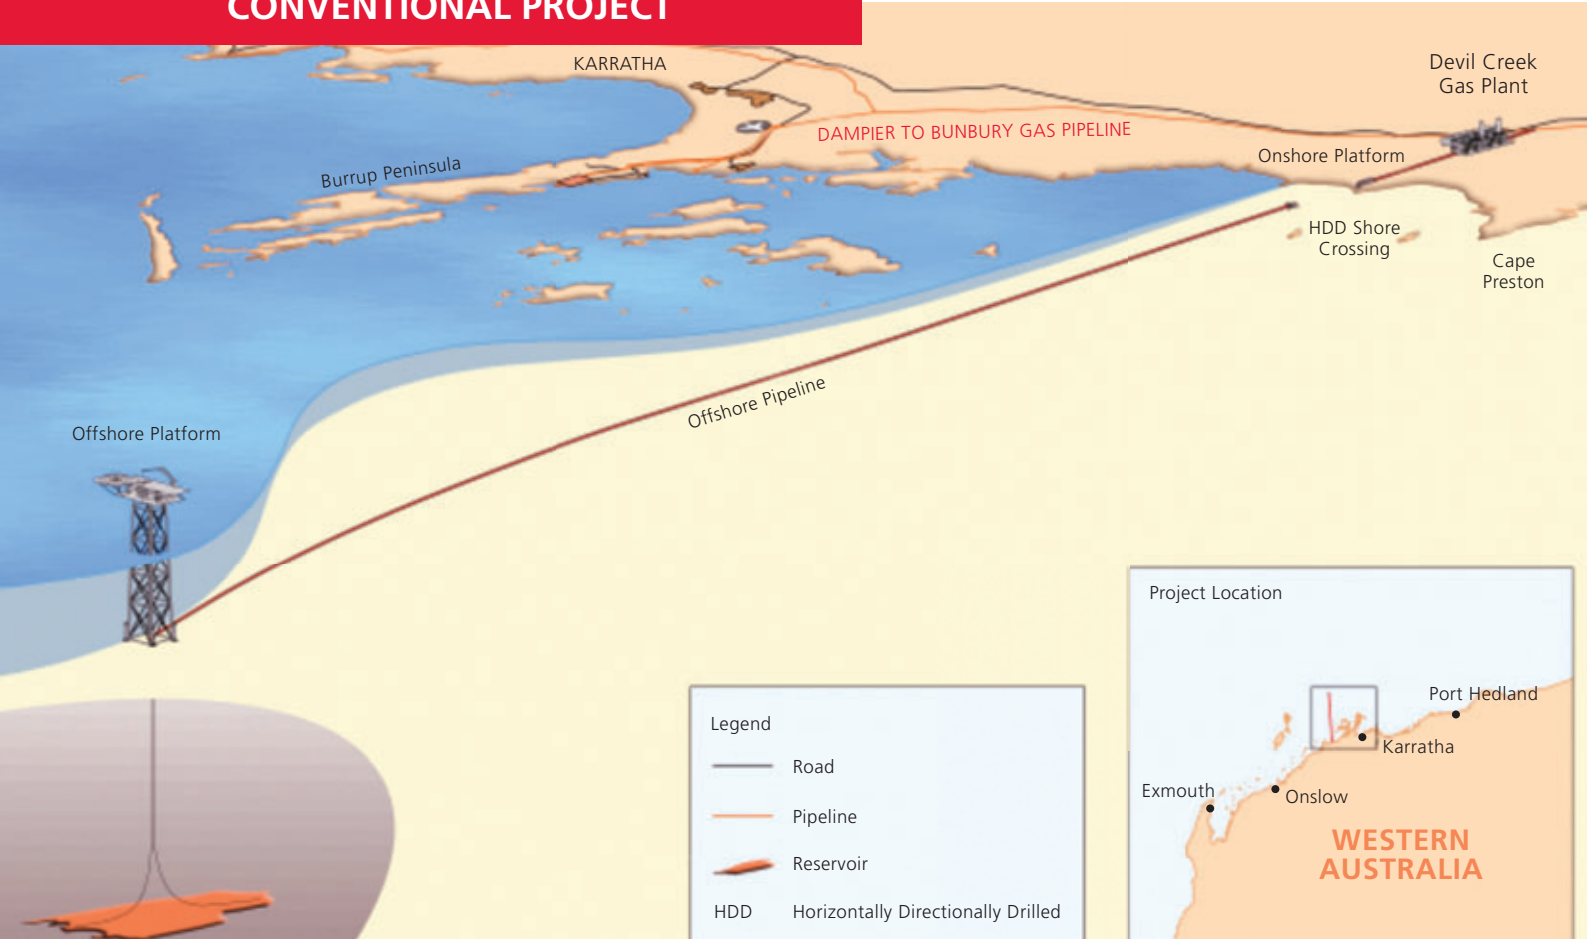 CONVENTIONAL PROJECT
KARRATHA
Devil Creek
Gas Plant
DAMPIER TO BUNBURY GAS PIPELINE
Onshore Platform
Burrup Peninsula
HDD Shore
Crossing
Cape
Preston
Offshore Pipeline
Offshore Platform
Project Location
Port Hedland
Karratha
Exmouth
Onslow
WESTERN
AUSTRALIA
Legend
Road
Pipeline
Reservoir
HDD Horizontally Directionally Drilled